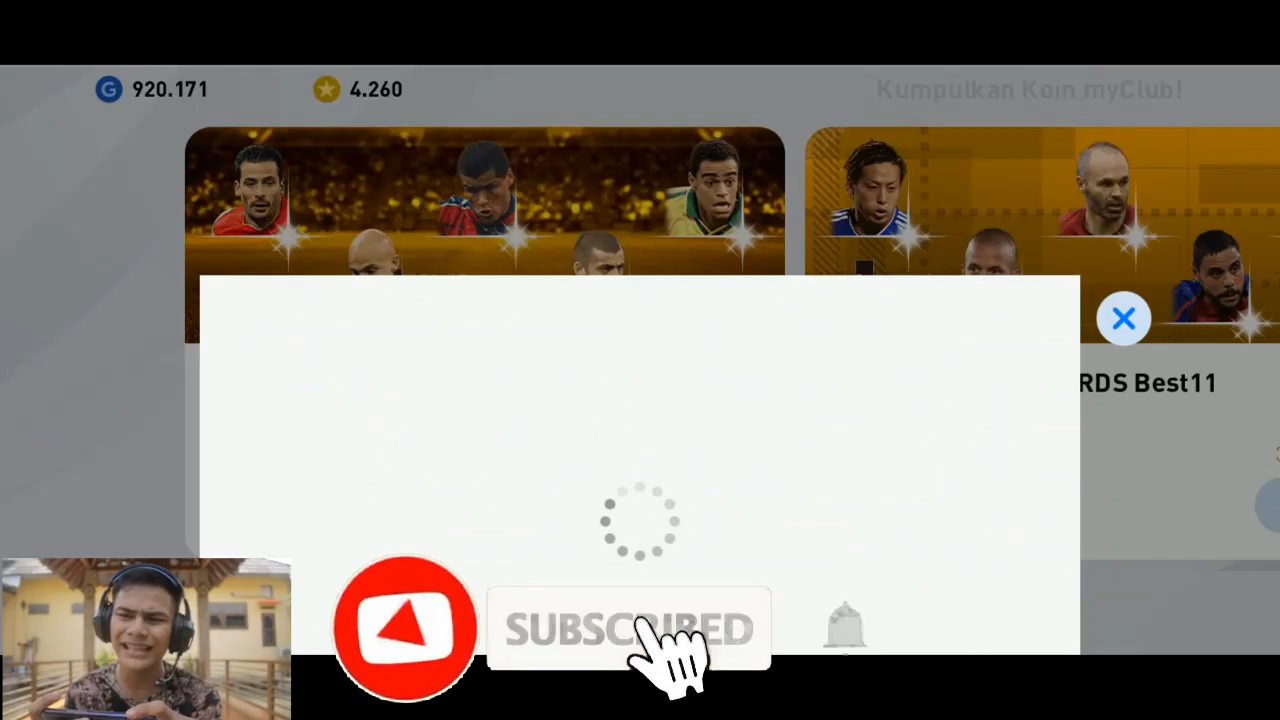 G 920.171
4.260
Kumpulkan Koin myClub!
RDS Best11
SUBSCRIBED